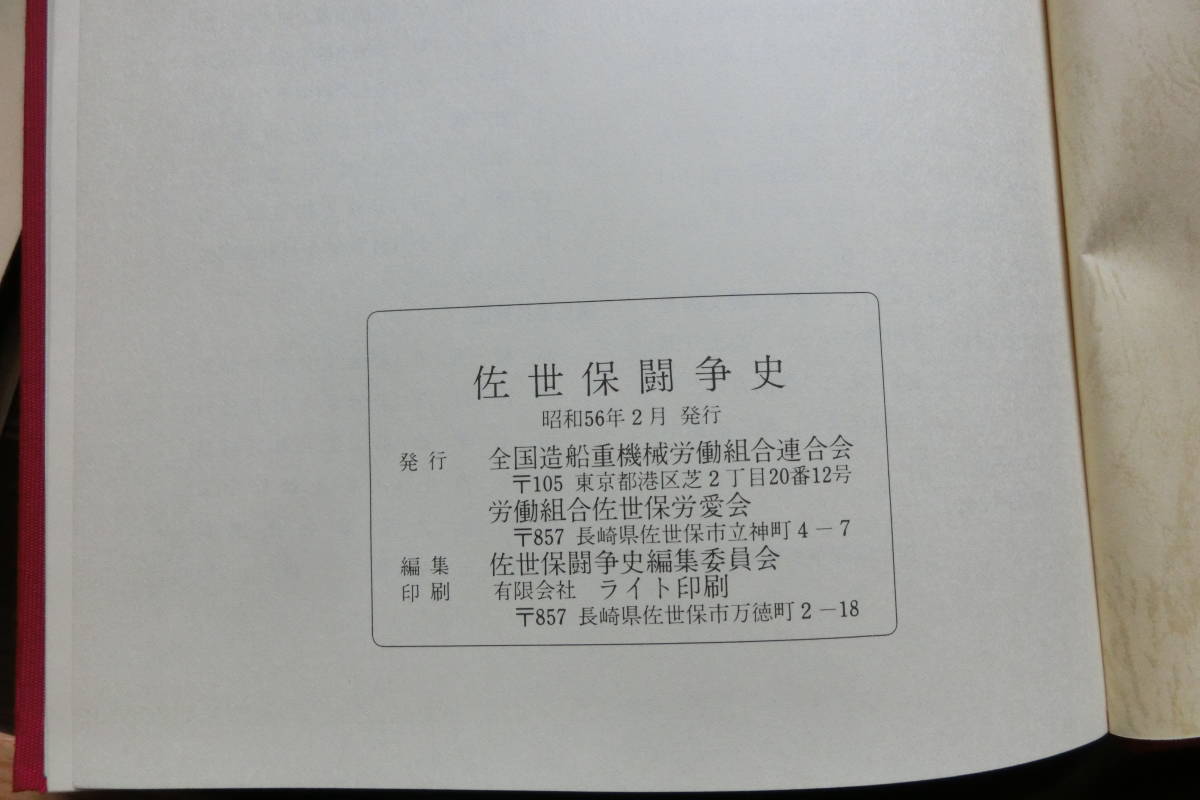 佐世保闘争史
昭和56年2月 発行
発行 全国造船重機械労働組合連合会
〒105 東京都港区芝2丁目20番12号
労働組合佐世保労愛会
〒857 長崎県佐世保市立神町4－7
編集 佐世保闘争史編集委員会
印刷 有限会社 ライト印刷
〒857 長崎県佐世保市万徳町2－18